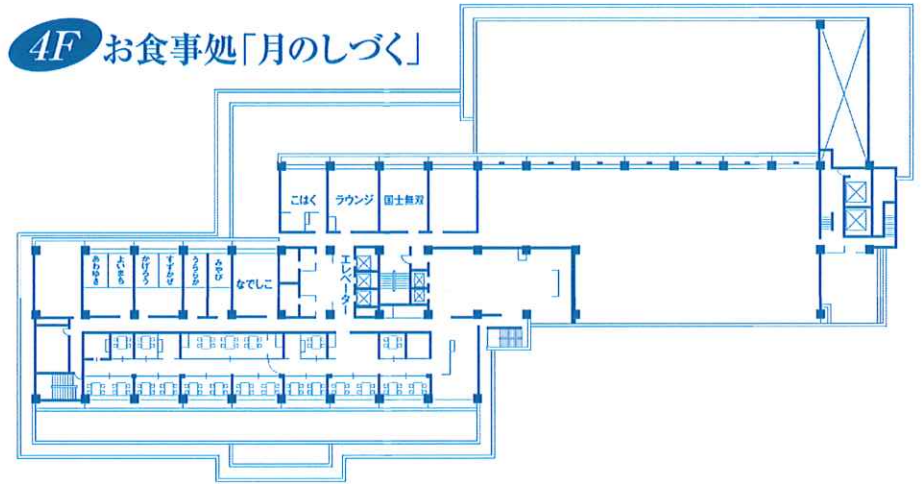 4F お食事処「月のしづく」
こはく
ラウンジ
国士無双
エレベーター
あわゆき
よいまち
かげろう
すずかぜ
うららか
みやび
なでしこ